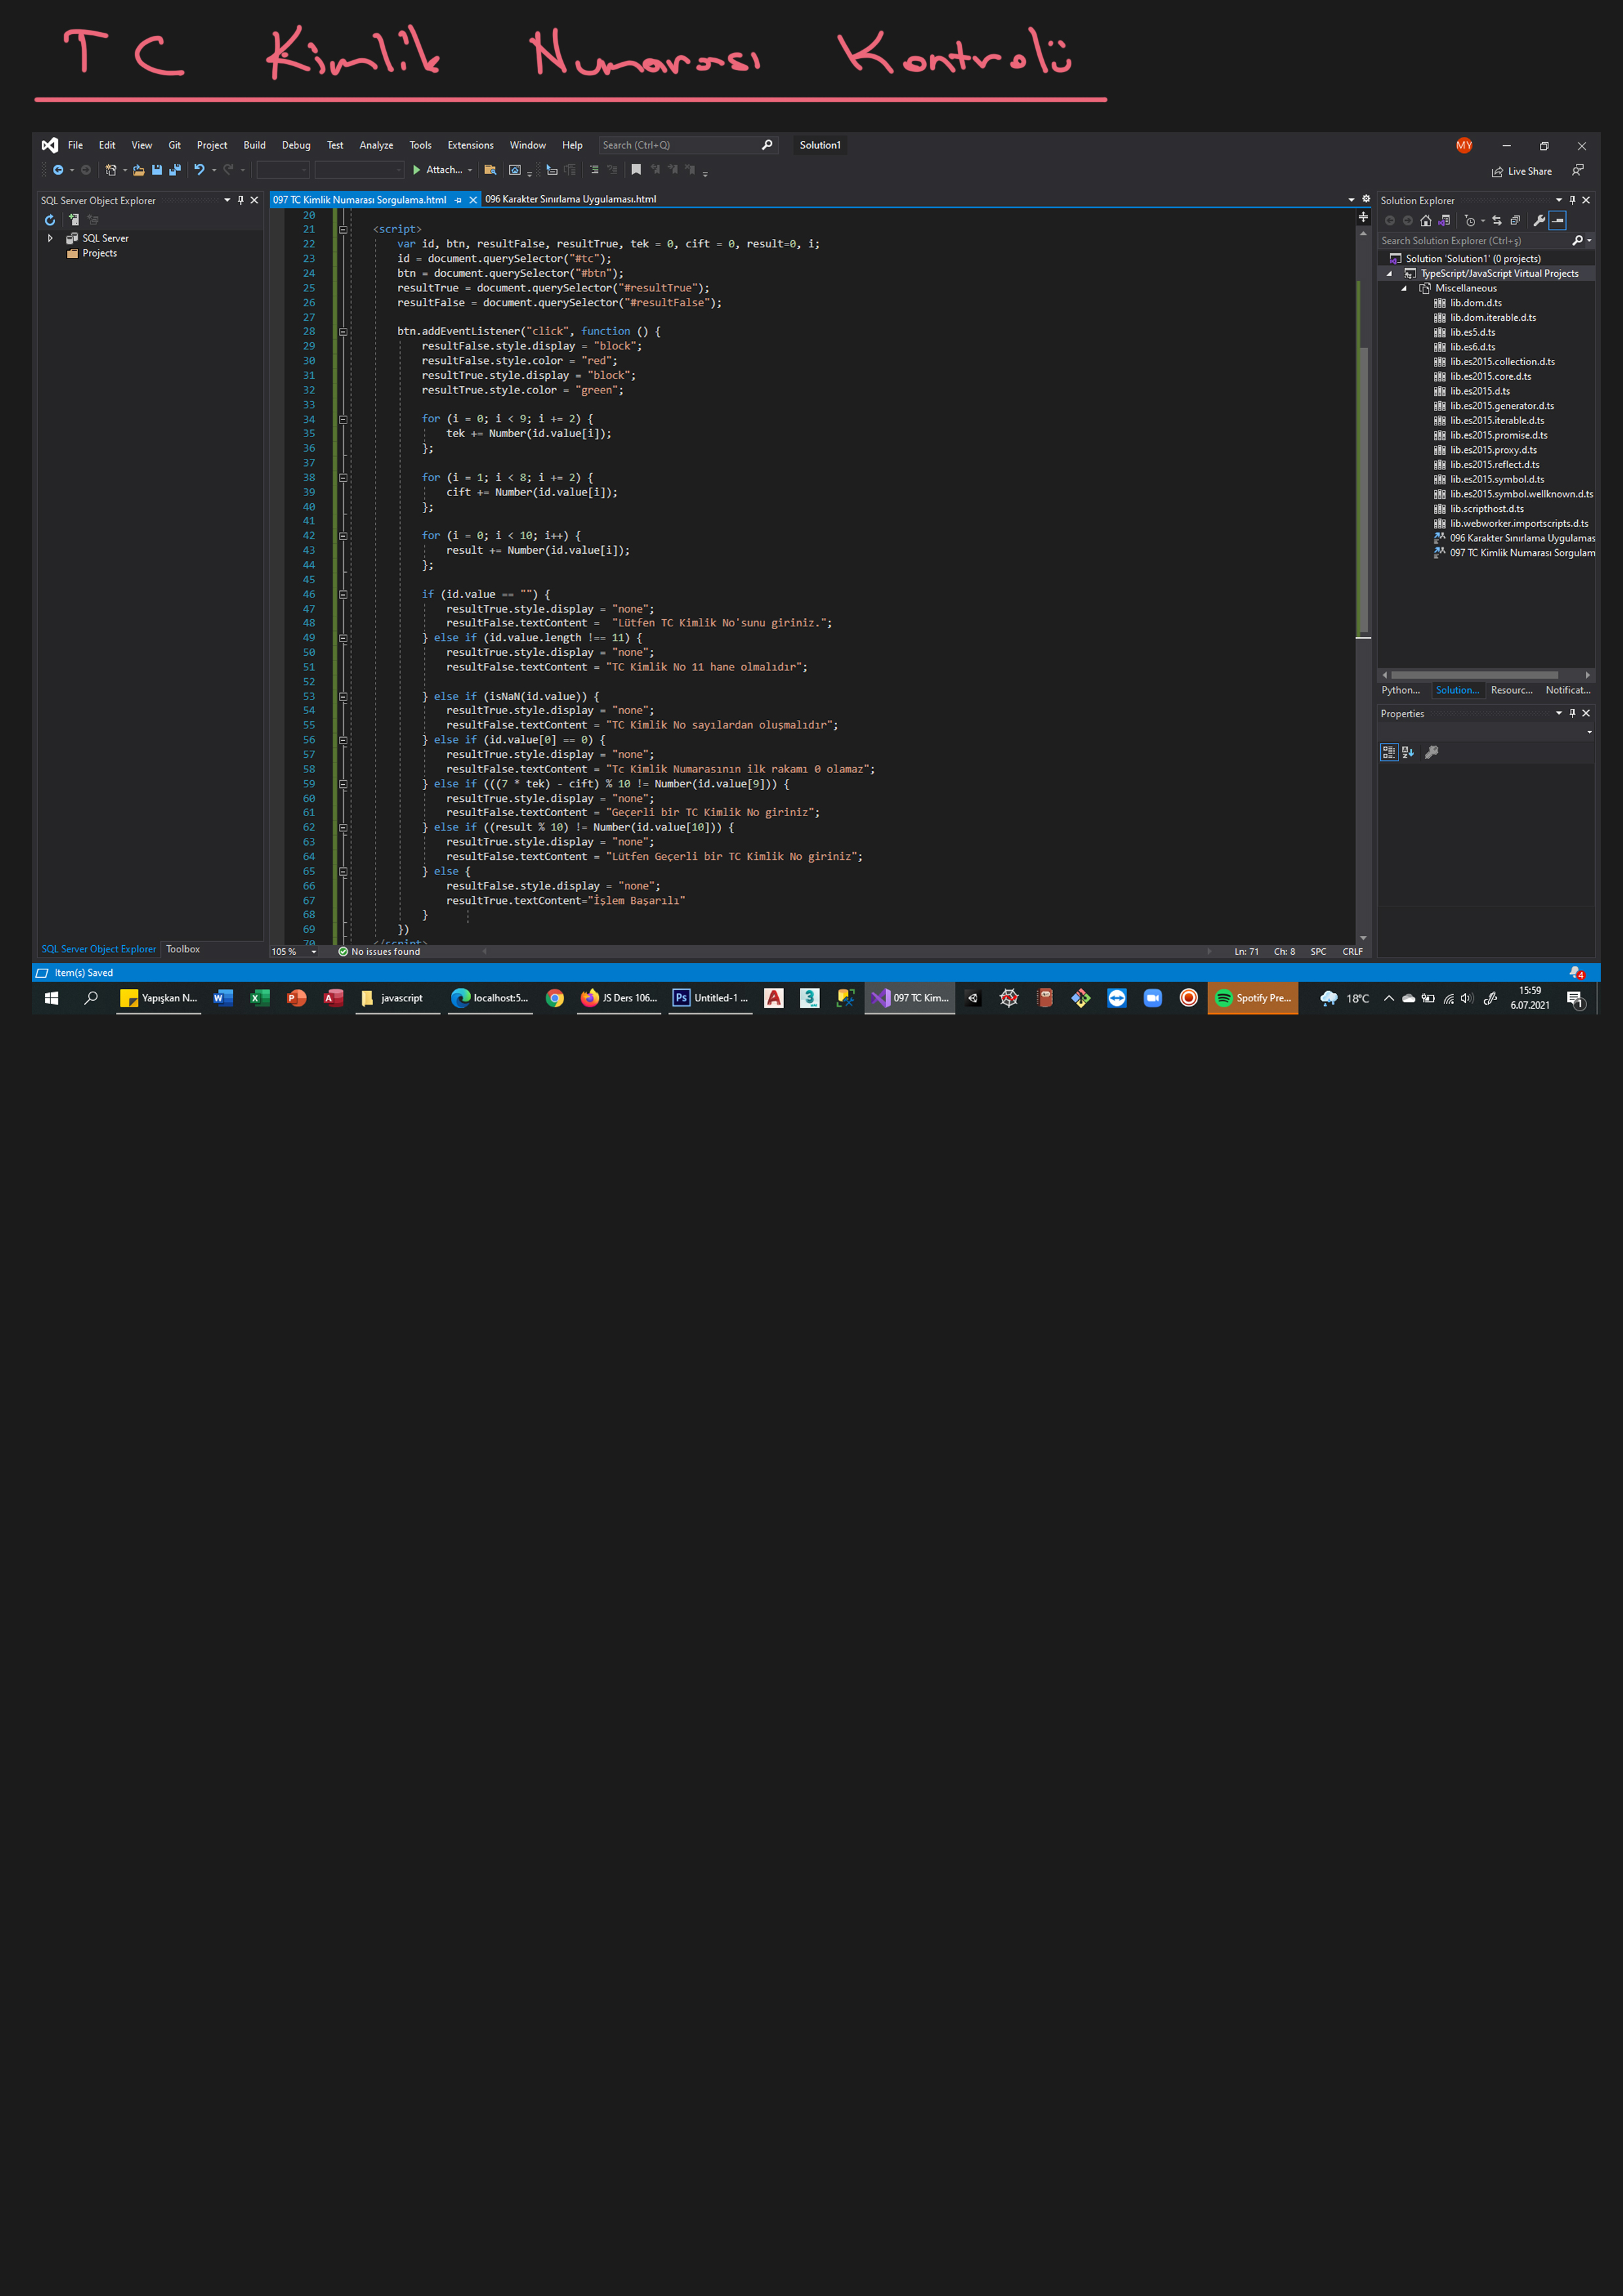 TC Kimlik Numarası Kontrolü
File Edit View Git Project Build Debug Test Analyze Tools Extensions Window Help Search (Ctrl+Q) Solution1 MY
Attach... Live Share
SQL Server Object Explorer
SQL Server
Projects
SQL Server Object Explorer Toolbox
097 TC Kimlik Numarası Sorgulama.html 096 Karakter Sınırlama Uygulaması.html
20
21 <script>
22 var id, btn, resultFalse, resultTrue, tek = 0, cift = 0, result=0, i;
23 id = document.querySelector("#tc");
24 btn = document.querySelector("#btn");
25 resultTrue = document.querySelector("#resultTrue");
26 resultFalse = document.querySelector("#resultFalse");
27
28 btn.addEventListener("click", function () {
29 resultFalse.style.display = "block";
30 resultFalse.style.color = "red";
31 resultTrue.style.display = "block";
32 resultTrue.style.color = "green";
33
34 for (i = 0; i < 9; i += 2) {
35 tek += Number(id.value[i]);
36 };
37
38 for (i = 1; i < 8; i += 2) {
39 cift += Number(id.value[i]);
40 };
41
42 for (i = 0; i < 10; i++) {
43 result += Number(id.value[i]);
44 };
45
46 if (id.value == "") {
47 resultTrue.style.display = "none";
48 resultFalse.textContent =  "Lütfen TC Kimlik No'sunu giriniz.";
49 } else if (id.value.length !== 11) {
50 resultTrue.style.display = "none";
51 resultFalse.textContent = "TC Kimlik No 11 hane olmalıdır";
52
53 } else if (isNaN(id.value)) {
54 resultTrue.style.display = "none";
55 resultFalse.textContent = "TC Kimlik No sayılardan oluşmalıdır";
56 } else if (id.value[0] == 0) {
57 resultTrue.style.display = "none";
58 resultFalse.textContent = "Tc Kimlik Numarasının ilk rakamı 0 olamaz";
59 } else if (((7 * tek) - cift) % 10 != Number(id.value[9])) {
60 resultTrue.style.display = "none";
61 resultFalse.textContent = "Geçerli bir TC Kimlik No giriniz";
62 } else if ((result % 10) != Number(id.value[10])) {
63 resultTrue.style.display = "none";
64 resultFalse.textContent = "Lütfen Geçerli bir TC Kimlik No giriniz";
65 } else {
66 resultFalse.style.display = "none";
67 resultTrue.textContent="İşlem Başarılı"
68 }
69 })
70 </script>
105 % No issues found Ln: 71 Ch: 8 SPC CRLF
Solution Explorer
Search Solution Explorer (Ctrl+ş)
Solution 'Solution1' (0 projects)
TypeScript/JavaScript Virtual Projects
Miscellaneous
lib.dom.d.ts
lib.dom.iterable.d.ts
lib.es5.d.ts
lib.es6.d.ts
lib.es2015.collection.d.ts
lib.es2015.core.d.ts
lib.es2015.d.ts
lib.es2015.generator.d.ts
lib.es2015.iterable.d.ts
lib.es2015.promise.d.ts
lib.es2015.proxy.d.ts
lib.es2015.reflect.d.ts
lib.es2015.symbol.d.ts
lib.es2015.symbol.wellknown.d.ts
lib.scripthost.d.ts
lib.webworker.importscripts.d.ts
096 Karakter Sınırlama Uygulamas
097 TC Kimlik Numarası Sorgulam
Python... Solution... Resourc... Notificat...
Properties
Item(s) Saved 4
Yapışkan N... javascript localhost:5... JS Ders 106... Ps Untitled-1 ... 097 TC Kim... Spotify Pre... 18°C 15:59
6.07.2021 1